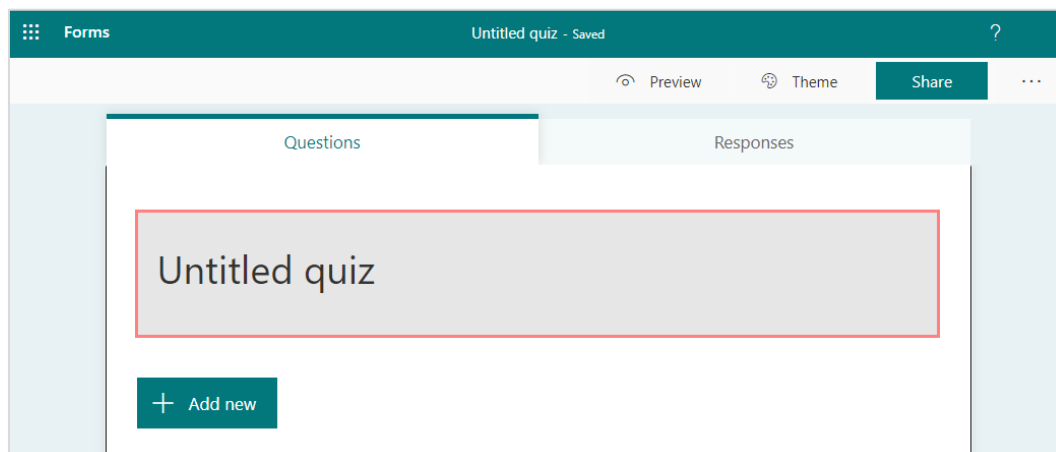 Forms
Untitled quiz - Saved
?
Preview
Theme
Share
...
Questions
Responses
Untitled quiz
+ Add new